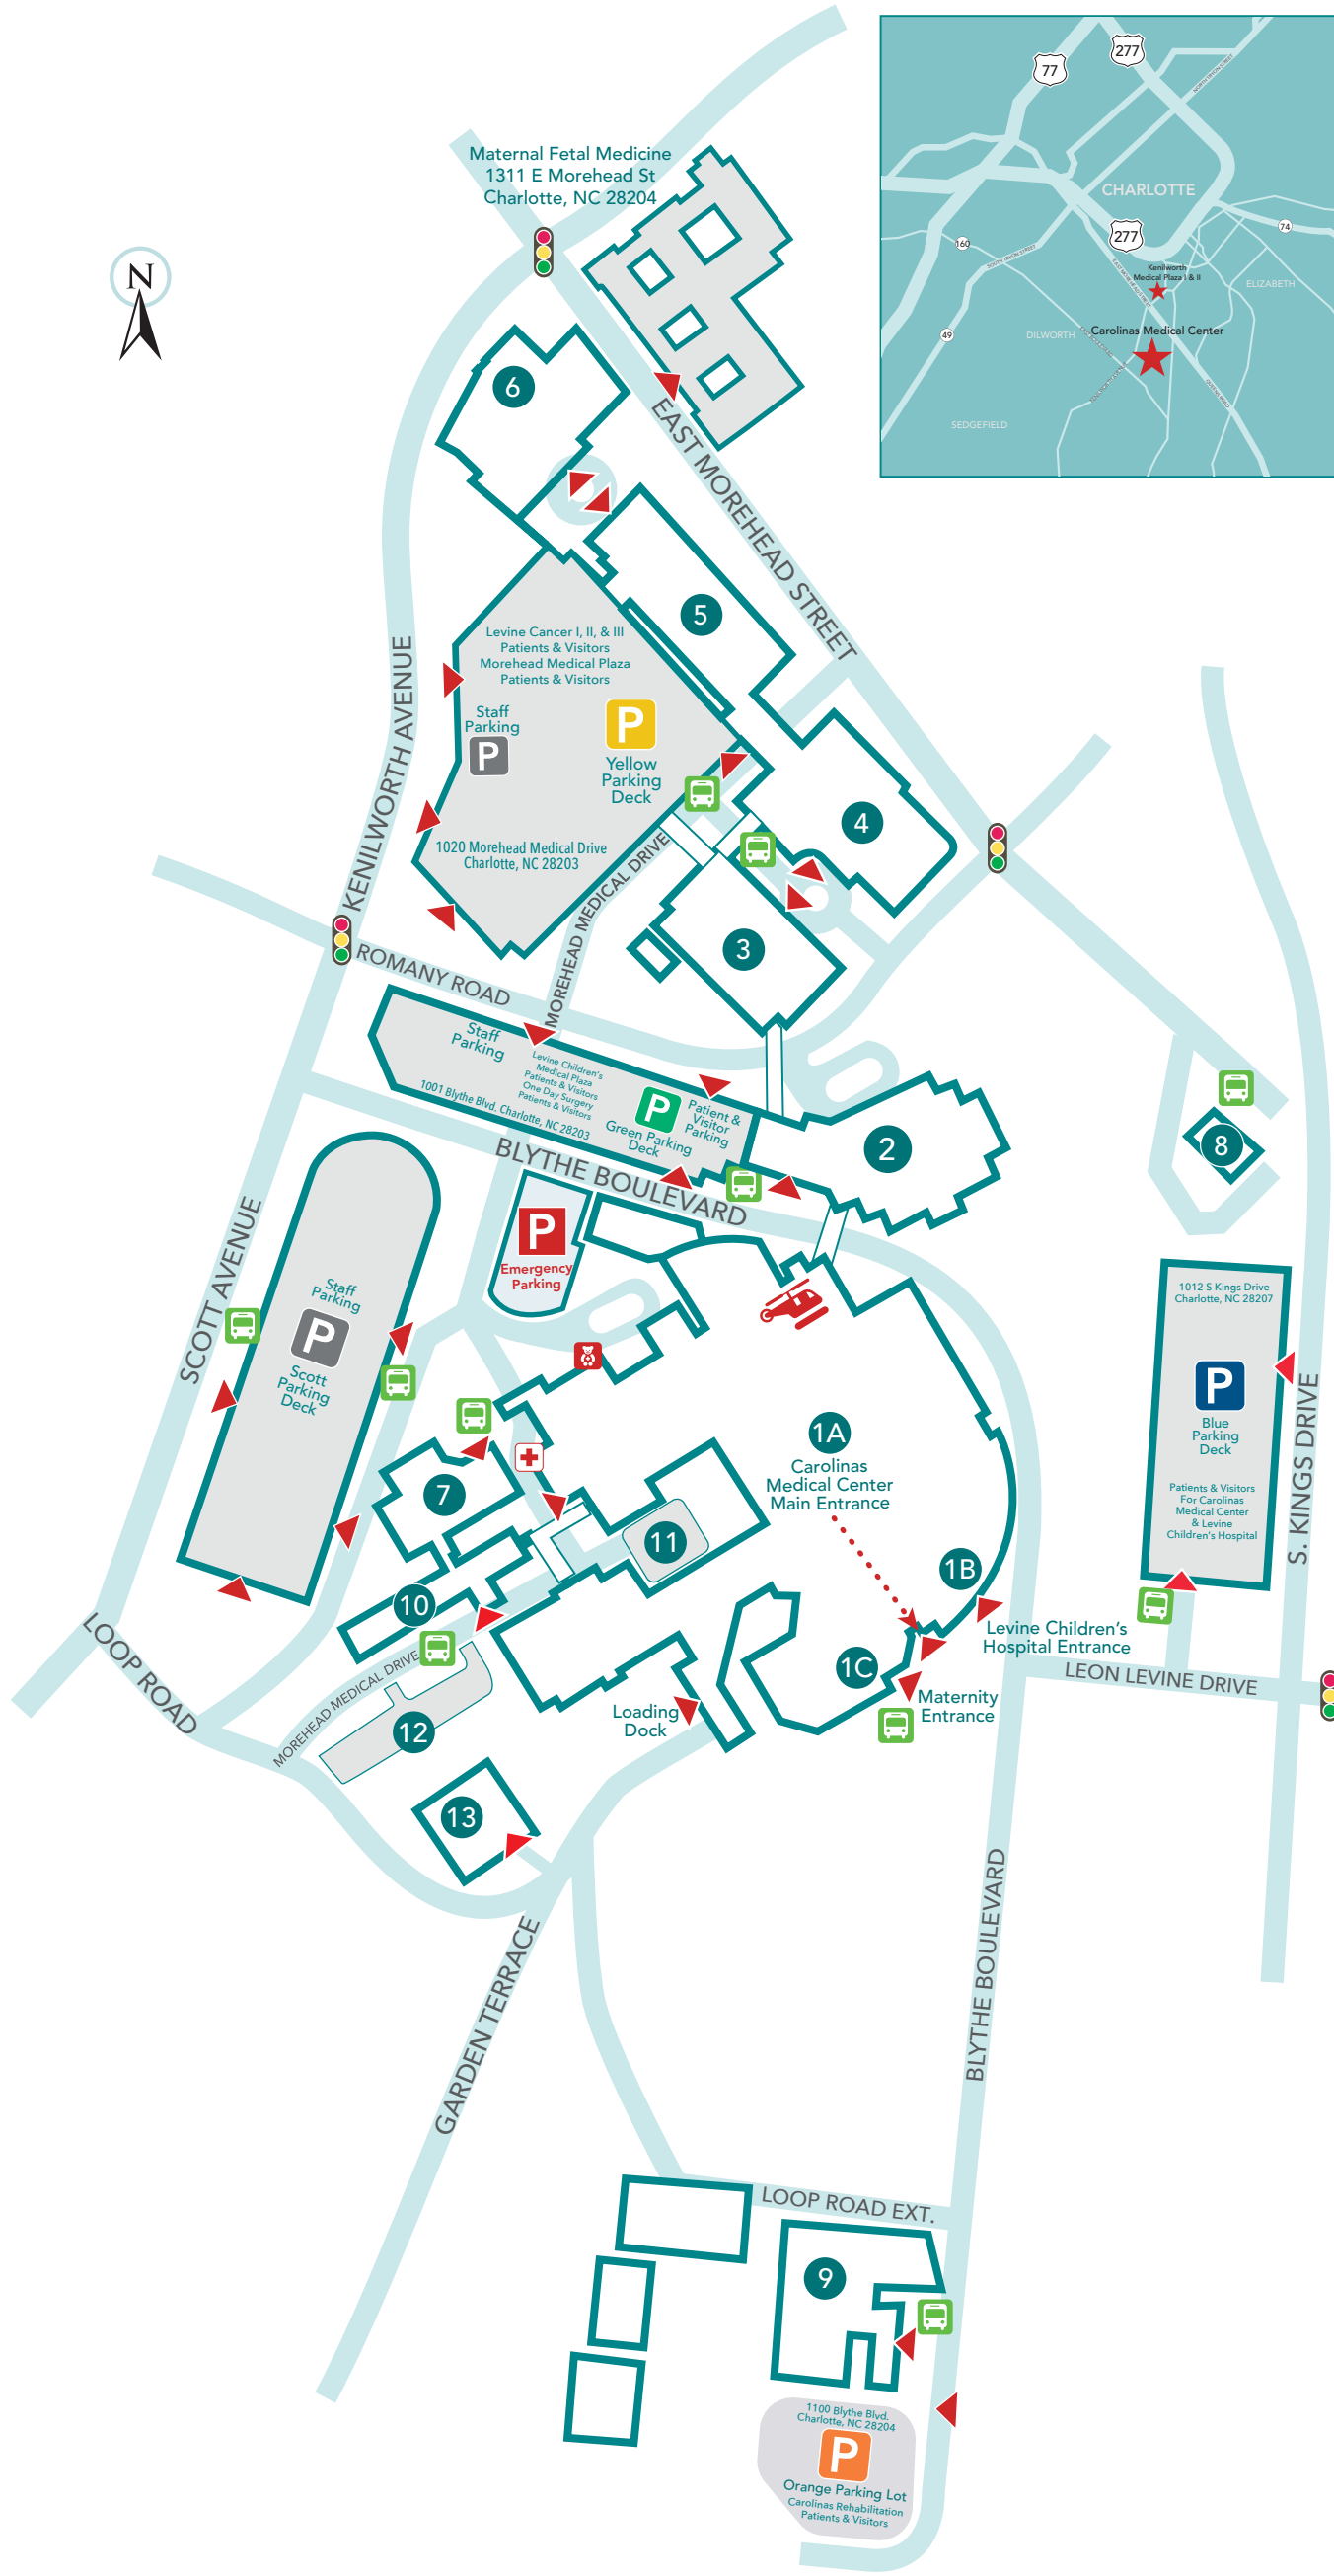 Maternal Fetal Medicine
1311 E Morehead St
Charlotte, NC 28204
N
77
277
NORTH TRYON STREET
CHARLOTTE
277
74
160
SOUTH TRYON STREET
Kenilworth
Medical Plaza I & II
ELIZABETH
49
DILWORTH
Carolinas Medical Center
SEDGEFIELD
6
EAST MOREHEAD STREET
5
Levine Cancer I, II, & III
Patients & Visitors
Morehead Medical Plaza
Patients & Visitors
Staff
Parking
P
P
Yellow
Parking
Deck
1020 Morehead Medical Drive
Charlotte, NC 28203
KENILWORTH AVENUE
4
MOREHEAD MEDICAL DRIVE
3
ROMANY ROAD
Staff
Parking
Levine Children's
Medical Plaza
Patients & Visitors
One Day Surgery
Patients & Visitors
P
Green Parking
Deck
Patient &
Visitor
Parking
1001 Blythe Blvd. Charlotte, NC 28203
2
8
BLYTHE BOULEVARD
P
Emergency
Parking
SCOTT AVENUE
Staff
Parking
P
Scott
Parking
Deck
1012 S Kings Drive
Charlotte, NC 28207
P
Blue
Parking
Deck
Patients & Visitors
For Carolinas
Medical Center
& Levine
Children's Hospital
S. KINGS DRIVE
1A
Carolinas
Medical Center
Main Entrance
7
11
1B
10
Levine Children's
Hospital Entrance
1C
LEON LEVINE DRIVE
LOOP ROAD
MOREHEAD MEDICAL DRIVE
Maternity
Entrance
Loading
Dock
12
13
BLYTHE BOULEVARD
GARDEN TERRACE
LOOP ROAD EXT.
9
1100 Blythe Blvd.
Charlotte, NC 28204
P
Orange Parking Lot
Carolinas Rehabilitation
Patients & Visitors